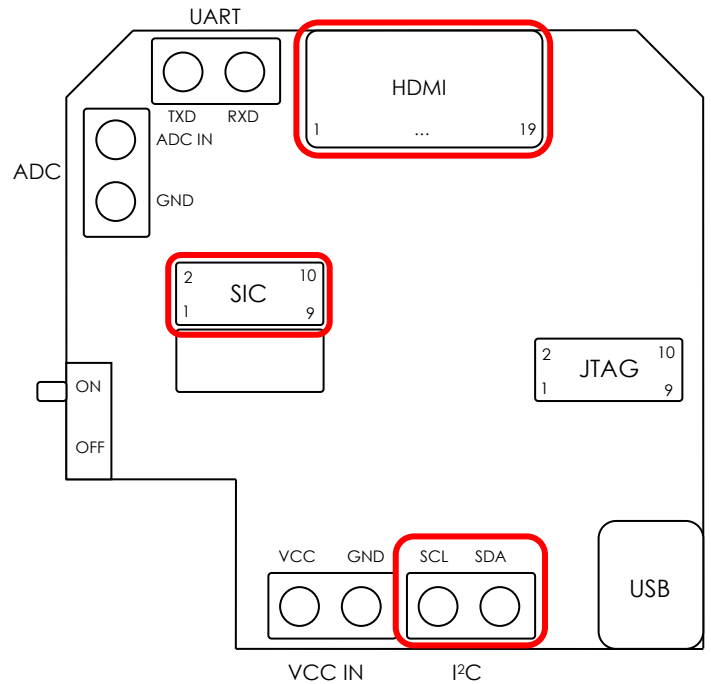 UART
HDMI
TXD RXD
1 ... 19
ADC IN
ADC
GND
2 10
SIC
1 9
2 10
JTAG
1 9
ON
OFF
VCC GND SCL SDA
USB
VCC IN I²C